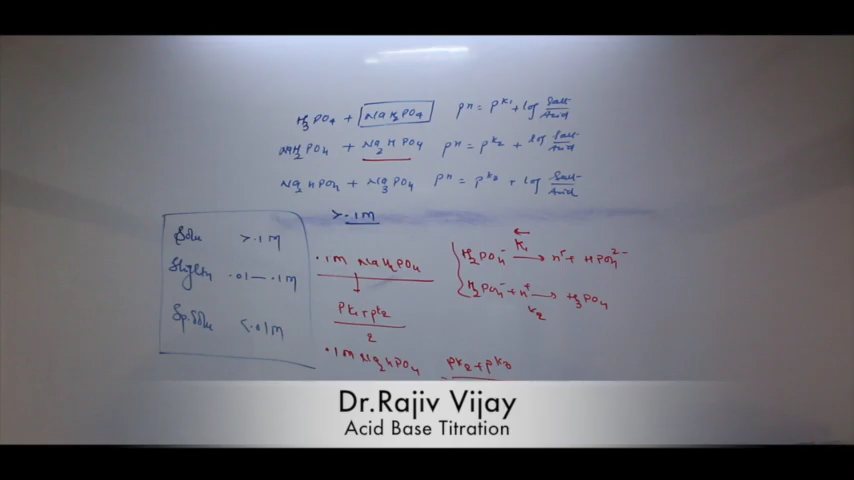 H₃PO₄ + NaH₂PO₄ pH = pK₁ + log Salt/Acid
NaH₂PO₄ + Na₂HPO₄ pH = pK₂ + log Salt/Acid
Na₂HPO₄ + Na₃PO₄ pH = pK₃ + log Salt/Acid
> .1M
Solu > .1M
Slightly .01 — .1M
Sp. Solu < .01M
.1M NaH₂PO₄
pK₁+pK₂/2
.1M Na₂HPO₄ pK₂+pK₃
H₂PO₄⁻ K₁ → H⁺ + HPO₄²⁻
H₂PO₄⁻ + H⁺ → K₂ H₃PO₄
Dr.Rajiv Vijay
Acid Base Titration